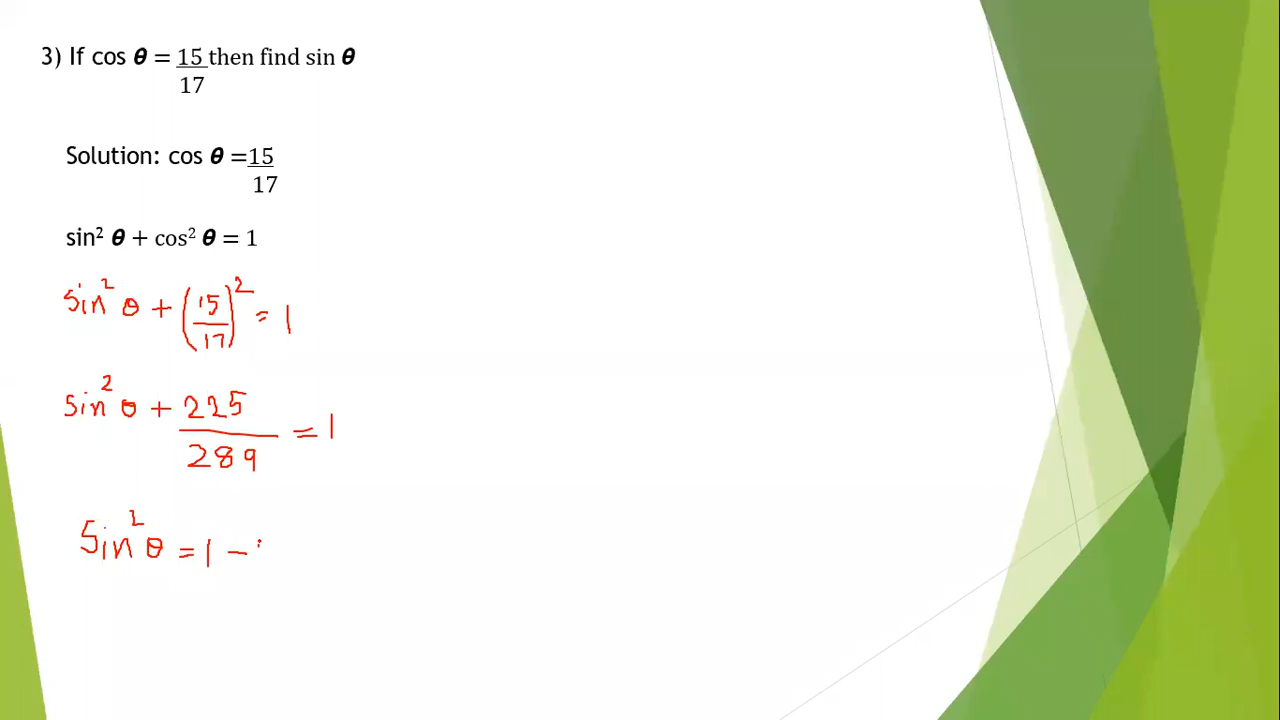 3) If cos θ = 15 then find sin θ
17
Solution: cos θ =15
17
sin² θ + cos² θ = 1
sin² θ + (15/17)² = 1
sin² θ + 225/289 = 1
Sin² θ = 1 -